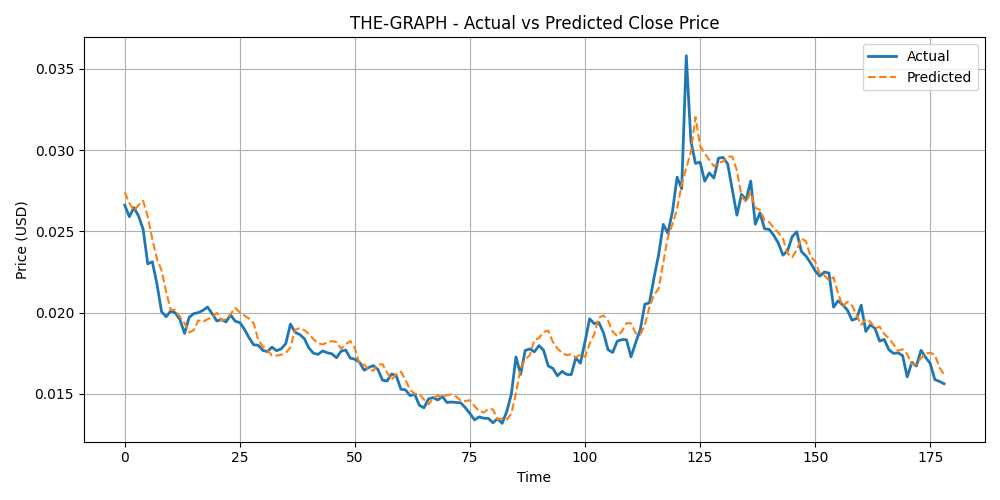 THE-GRAPH - Actual vs Predicted Close Price
Actual
Predicted
Price (USD)
0.035
0.030
0.025
0.020
0.015
0 25 50 75 100 125 150 175
Time